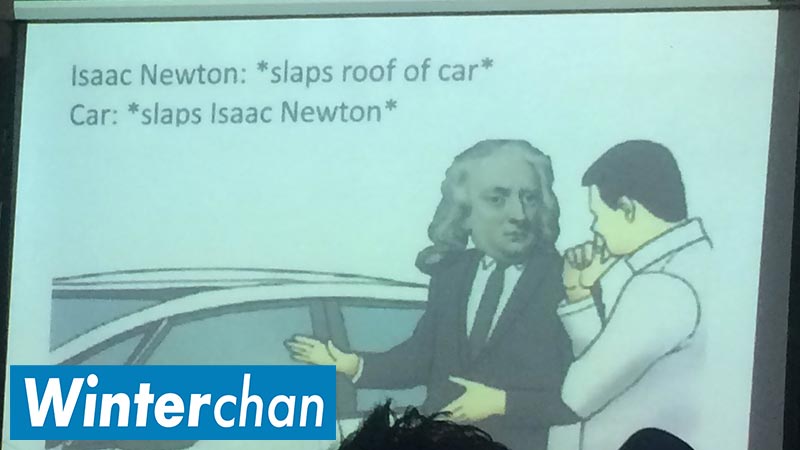 Isaac Newton: *slaps roof of car*
Car: *slaps Isaac Newton*
Winterchan